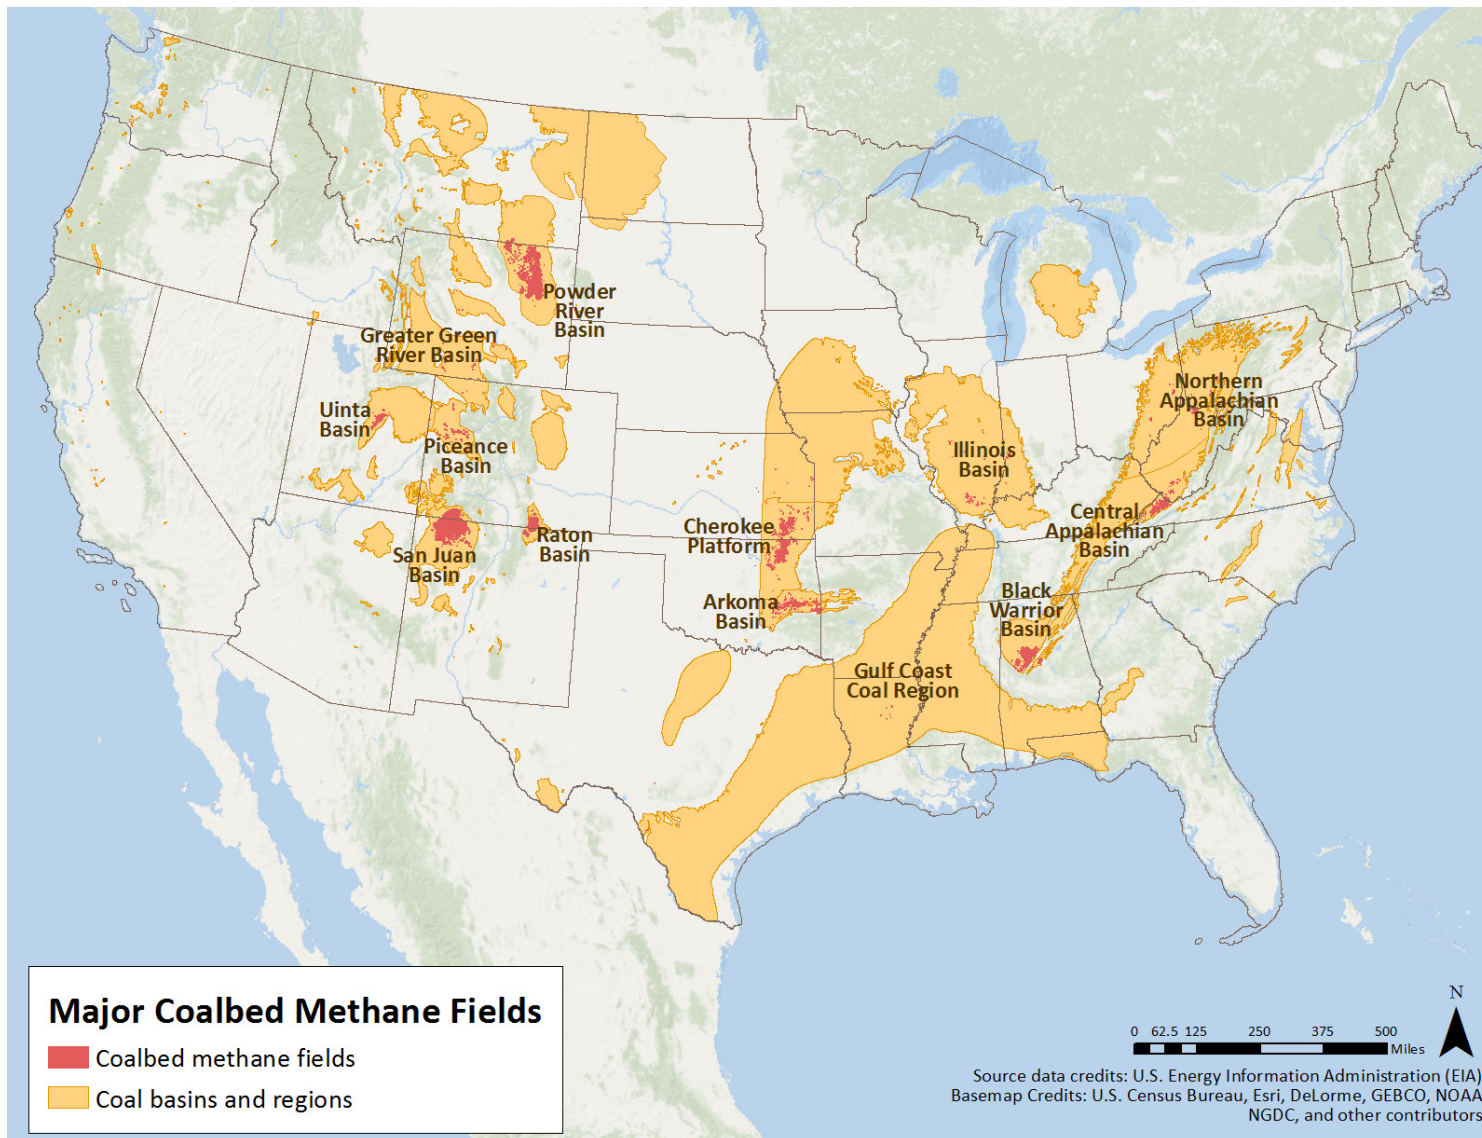 Powder
River
Basin
Greater Green
River Basin
Uinta
Basin
Piceance
Basin
San Juan
Basin
Raton
Basin
Cherokee
Platform
Arkoma
Basin
Illinois
Basin
Northern
Appalachian
Basin
Central
Appalachian
Basin
Black
Warrior
Basin
Gulf Coast
Coal Region
Major Coalbed Methane Fields
Coalbed methane fields
Coal basins and regions
N
0 62.5 125 250 375 500
Miles
Source data credits: U.S. Energy Information Administration (EIA)
Basemap Credits: U.S. Census Bureau, Esri, DeLorme, GEBCO, NOAA
NGDC, and other contributors